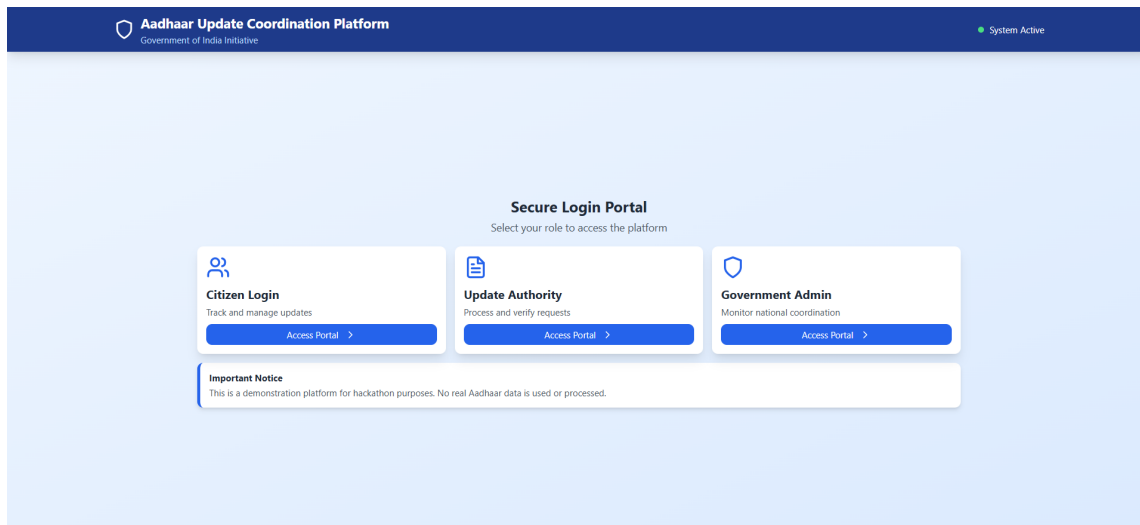 Aadhaar Update Coordination Platform
Government of India Initiative
System Active
Secure Login Portal
Select your role to access the platform
Citizen Login
Track and manage updates
Access Portal
Update Authority
Process and verify requests
Access Portal
Government Admin
Monitor national coordination
Access Portal
Important Notice
This is a demonstration platform for hackathon purposes. No real Aadhaar data is used or processed.